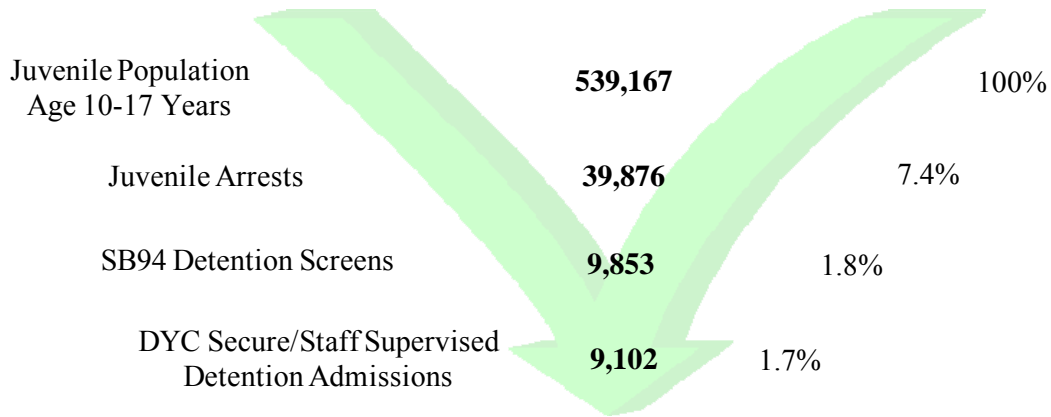 Juvenile Population
Age 10-17 Years
539,167
100%
Juvenile Arrests
39,876
7.4%
SB94 Detention Screens
9,853
1.8%
DYC Secure/Staff Supervised
Detention Admissions
9,102
1.7%